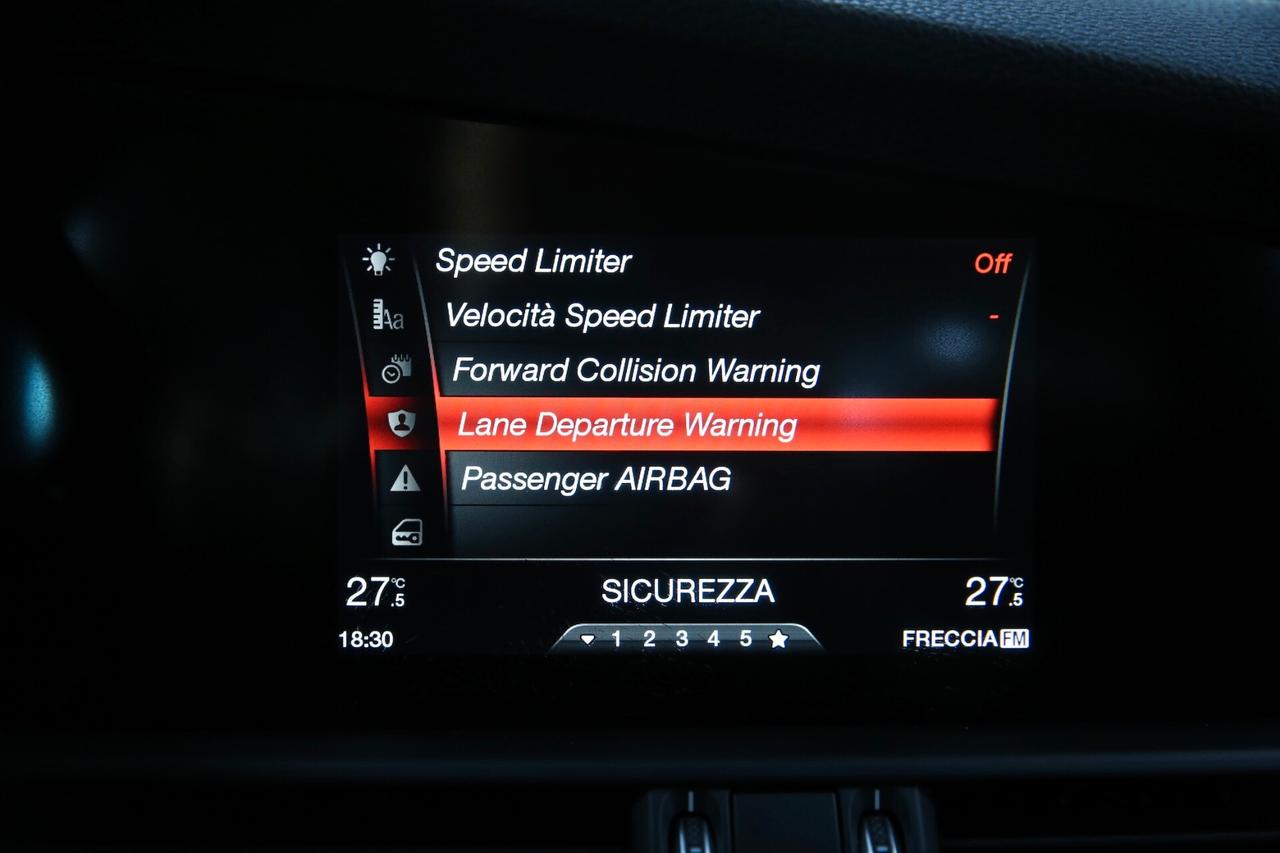 Speed Limiter Off
Velocità Speed Limiter -
Aa
Forward Collision Warning
Lane Departure Warning
Passenger AIRBAG
27.5 °C SICUREZZA 27.5 °C
18:30 1 2 3 4 5 FRECCIA FM